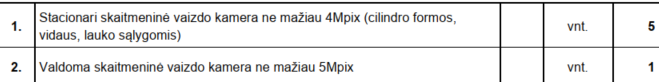 1. Stacionari skaitmeninė vaizdo kamera ne mažiau 4Mpix (cilindro formos, vidaus, lauko sąlygomis) vnt. 5
2. Valdoma skaitmeninė vaizdo kamera ne mažiau 5Mpix vnt. 1